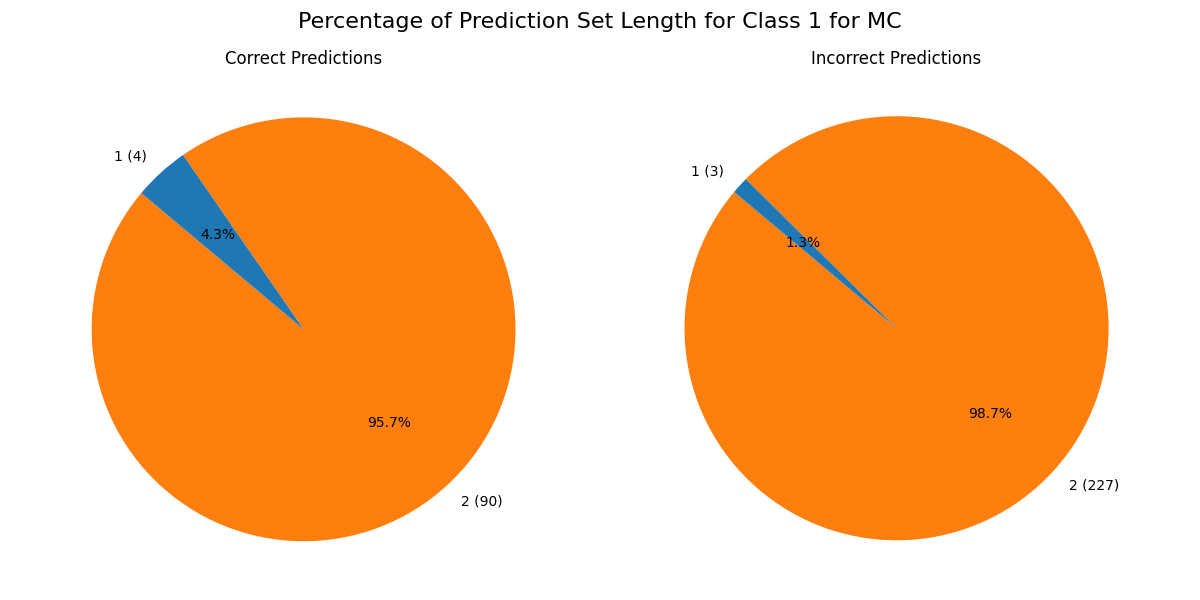 Percentage of Prediction Set Length for Class 1 for MC
Correct Predictions
1 (4)
4.3%
95.7%
2 (90)
Incorrect Predictions
1 (3)
1.3%
98.7%
2 (227)